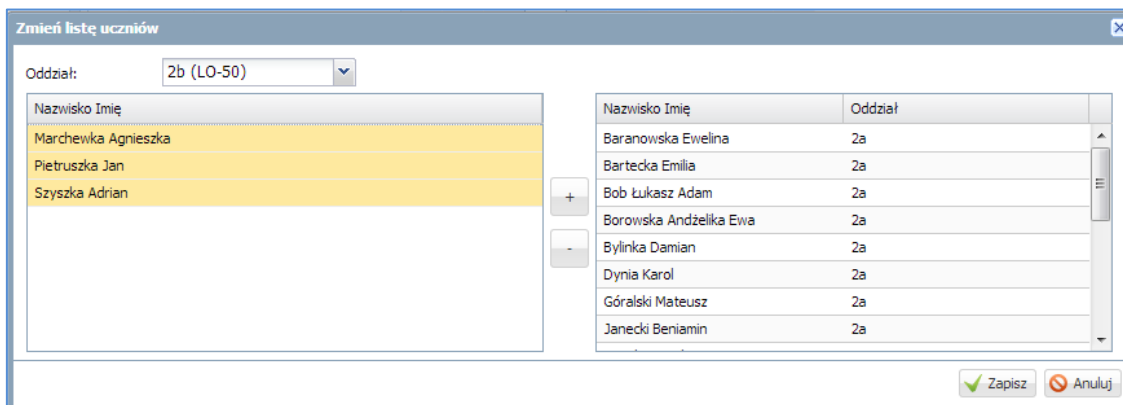 Zmień listę uczniów
Oddział: 2b (LO-50)
Nazwisko Imię
Marchewka Agnieszka
Pietruszka Jan
Szyszka Adrian
+
-
Nazwisko Imię Oddział
Baranowska Ewelina 2a
Bartecka Emilia 2a
Bob Łukasz Adam 2a
Borowska Andżelika Ewa 2a
Bylinka Damian 2a
Dynia Karol 2a
Góralski Mateusz 2a
Janecki Beniamin 2a
Zapisz Anuluj